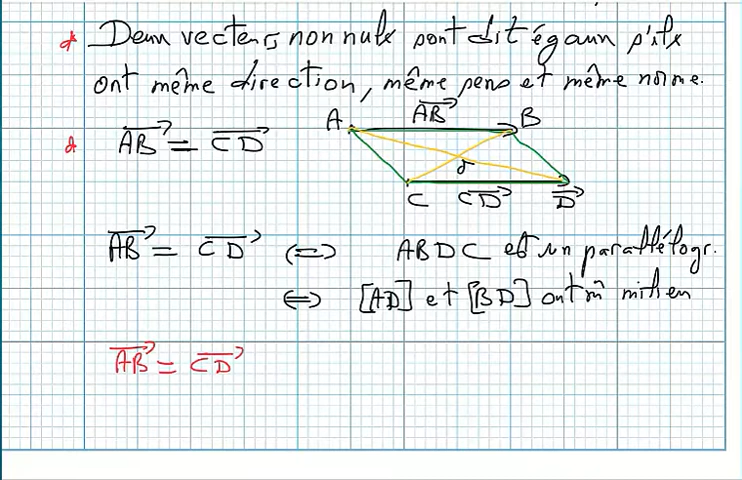 * Deux vecteurs non nuls sont dit égaux s'ils
ont même direction, même sens et même norme.
* AB = CD
A AB B
C CD D
AB = CD <=> ABDC est un parallélogr.
<=> [AD] et [BD] ont m̂ milieu
AB = CD